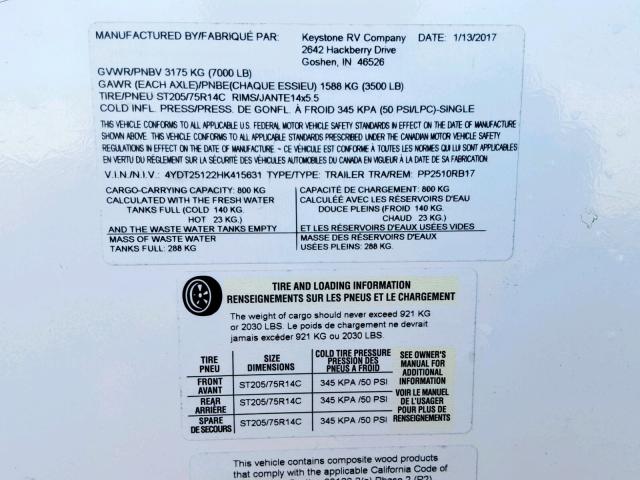 MANUFACTURED BY/FABRIQUÉ PAR: Keystone RV Company DATE: 1/13/2017
2642 Hackberry Drive
Goshen, IN 46526
GVWR/PNBV 3175 KG (7000 LB)
GAWR (EACH AXLE)/PNBE(CHAQUE ESSIEU) 1588 KG (3500 LB)
TIRE/PNEU ST205/75R14C RIMS/JANTE14x5.5
COLD INFL. PRESS/PRESS. DE GONFL. À FROID 345 KPA (50 PSI/LPC)-SINGLE
THIS VEHICLE CONFORMS TO ALL APPLICABLE U.S. FEDERAL MOTOR VEHICLE SAFETY STANDARDS IN EFFECT ON THE DATE OF MANUFACTURE
SHOWN ABOVE. / THIS VEHICLE CONFORMS TO ALL APPLICABLE STANDARDS PRESCRIBED UNDER THE CANADIAN MOTOR VEHICLE SAFETY
REGULATIONS IN EFFECT ON THE DATE OF MANUFACTURE / CE VÉHICULE EST CONFORME À TOUTES LES NORMES QUI LUI SONT APPLICABLES
EN VERTU DU RÈGLEMENT SUR LA SÉCURITÉ DES VÉHICULES AUTOMOBILES DU CANADA EN VIGUEUR À LA DATE DE SA FABRICATION
V.I.N./N.I.V.: 4YDT25122HK415631 TYPE/TYPE: TRAILER TRA/REM: PP2510RB17
CARGO-CARRYING CAPACITY: 800 KG
CALCULATED WITH THE FRESH WATER
TANKS FULL (COLD 140 KG.
HOT 23 KG.)
AND THE WASTE WATER TANKS EMPTY
MASS OF WASTE WATER
TANKS FULL: 288 KG
CAPACITÉ DE CHARGEMENT: 800 KG
CALCULÉE AVEC LES RÉSERVOIRS D'EAU
DOUCE PLEINS (FROID 140 KG.
CHAUD 23 KG.)
ET LES RÉSERVOIRS D'EAUX USÉES VIDES
MASSE DES RÉSERVOIRS D'EAUX
USÉES PLEINS: 288 KG.
TIRE AND LOADING INFORMATION
RENSEIGNEMENTS SUR LES PNEUS ET LE CHARGEMENT
The weight of cargo should never exceed 921 KG
or 2030 LBS. Le poids de chargement ne devrait
jamais excéder 921 KG ou 2030 LBS.
TIRE
PNEU
SIZE
DIMENSIONS
COLD TIRE PRESSURE
PRESSION DES
PNEUS A FROID
SEE OWNER'S
MANUAL FOR
ADDITIONAL
INFORMATION
VOIR LE MANUEL
DE L'USAGER
POUR PLUS DE
RENSEIGNEMENTS
FRONT
AVANT
ST205/75R14C
345 KPA /50 PSI
REAR
ARRIÈRE
ST205/75R14C
345 KPA /50 PSI
SPARE
DE SECOURS
ST205/75R14C
345 KPA /50 PSI
This vehicle contains composite wood products
that comply with the applicable California Code of